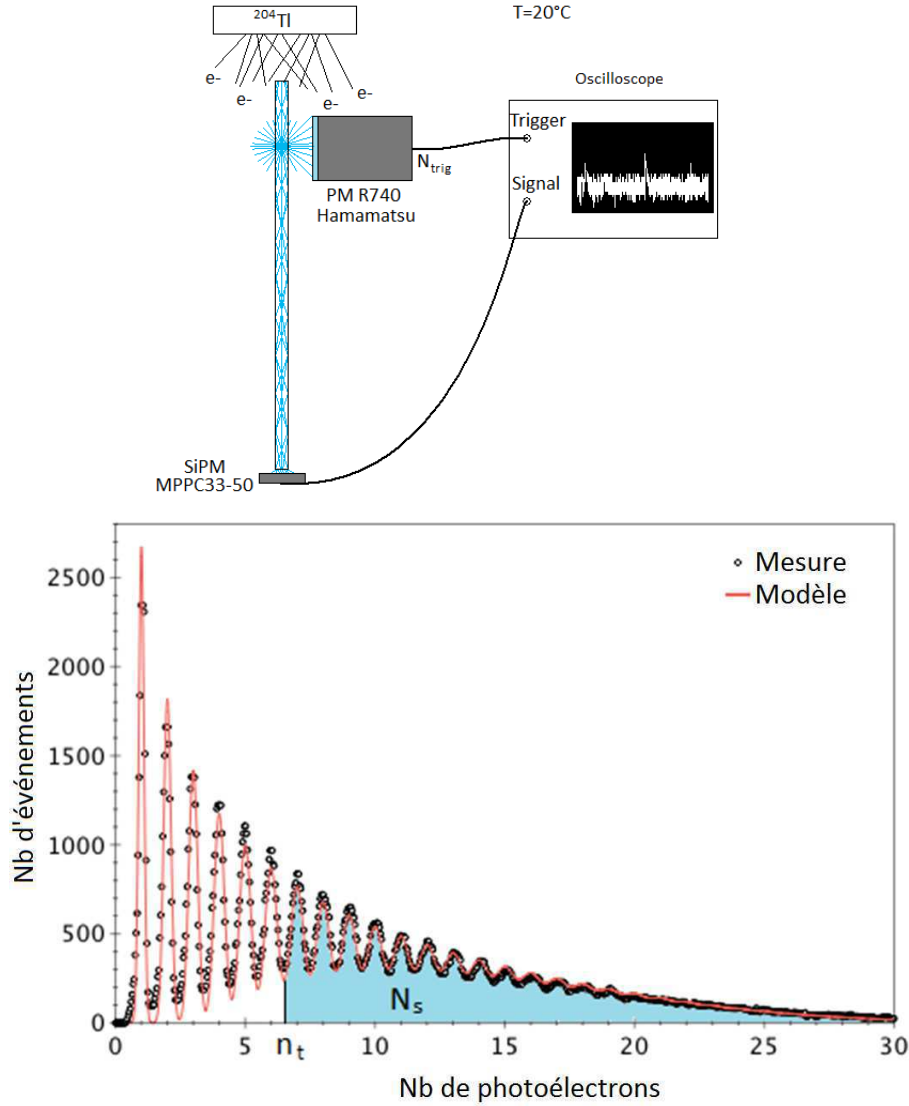 ²⁰⁴Tl
T=20°C
e-
e-
e-
e-
Oscilloscope
Trigger
Signal
N_trig
PM R740
Hamamatsu
SiPM
MPPC33-50
Mesure
Modèle
Nb d'événements
2500
2000
1500
1000
500
0
N_s
0
5
n_t
10
15
20
25
30
Nb de photoélectrons